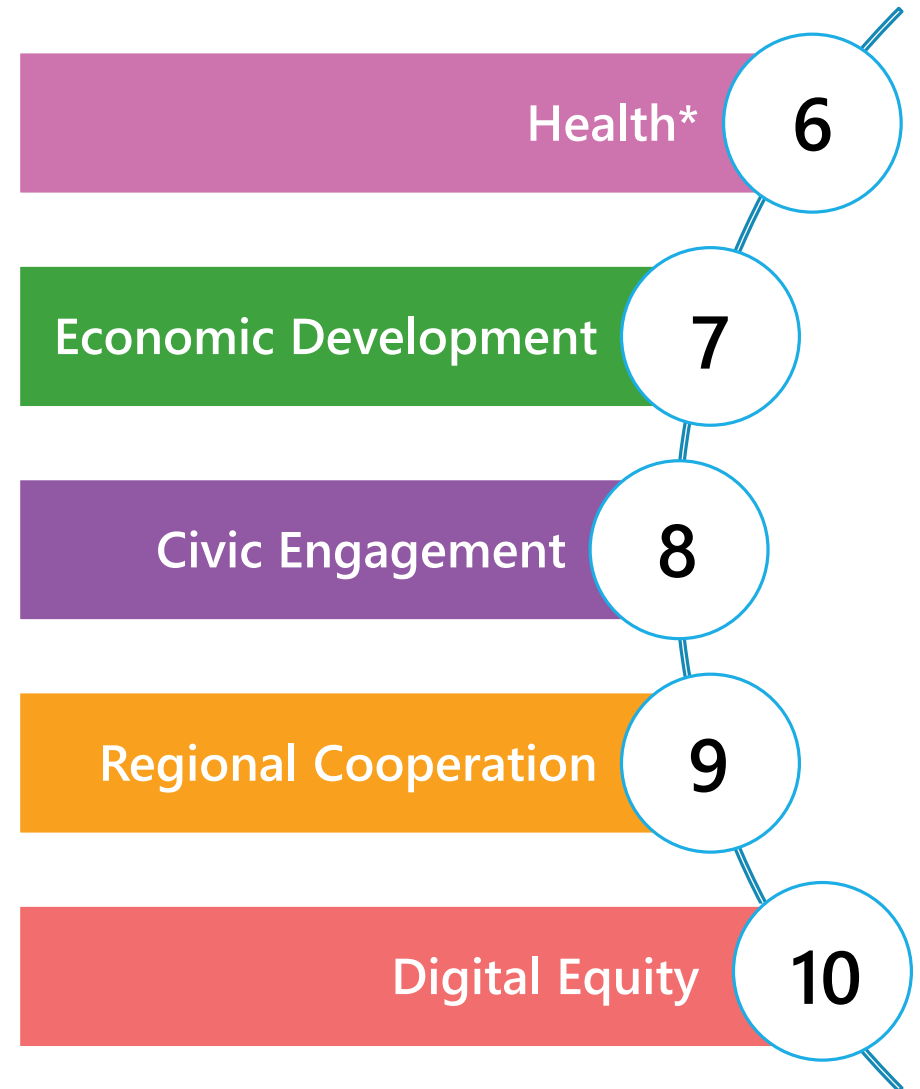 Health* 6
Economic Development 7
Civic Engagement 8
Regional Cooperation 9
Digital Equity 10